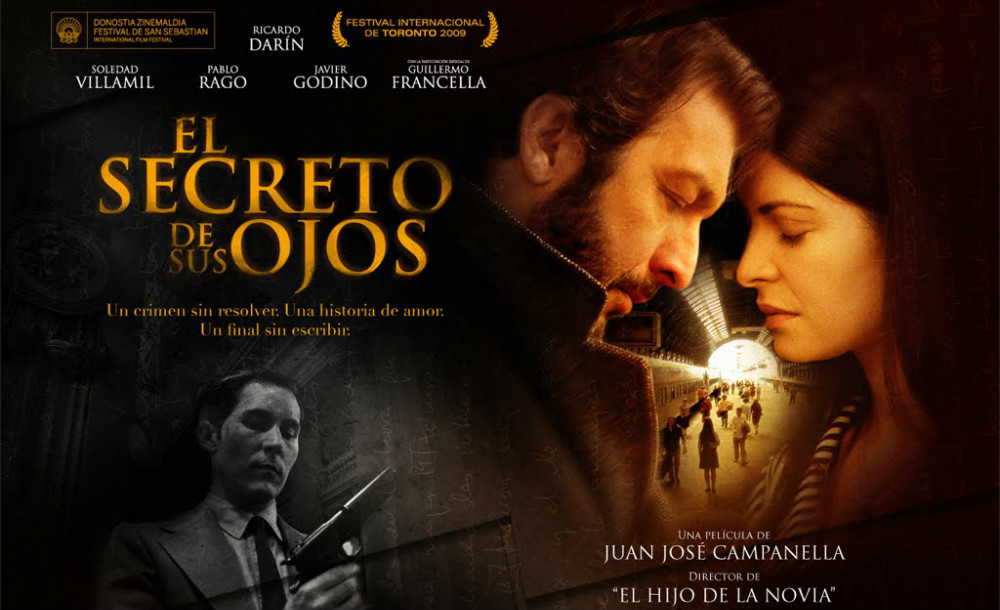 DONOSTIA ZINEMALDIA
FESTIVAL DE SAN SEBASTIAN
INTERNATIONAL FILM FESTIVAL
RICARDO
DARÍN
FESTIVAL INTERNACIONAL
DE TORONTO 2009
SOLEDAD
VILLAMIL
PABLO
RAGO
JAVIER
GODINO
CON LA PARTICIPACIÓN ESPECIAL DE
GUILLERMO
FRANCELLA
EL
SECRETO
DE
SUS OJOS
Un crimen sin resolver. Una historia de amor.
Un final sin escribir.
UNA PELÍCULA DE
JUAN JOSÉ CAMPANELLA
DIRECTOR DE
“EL HIJO DE LA NOVIA”